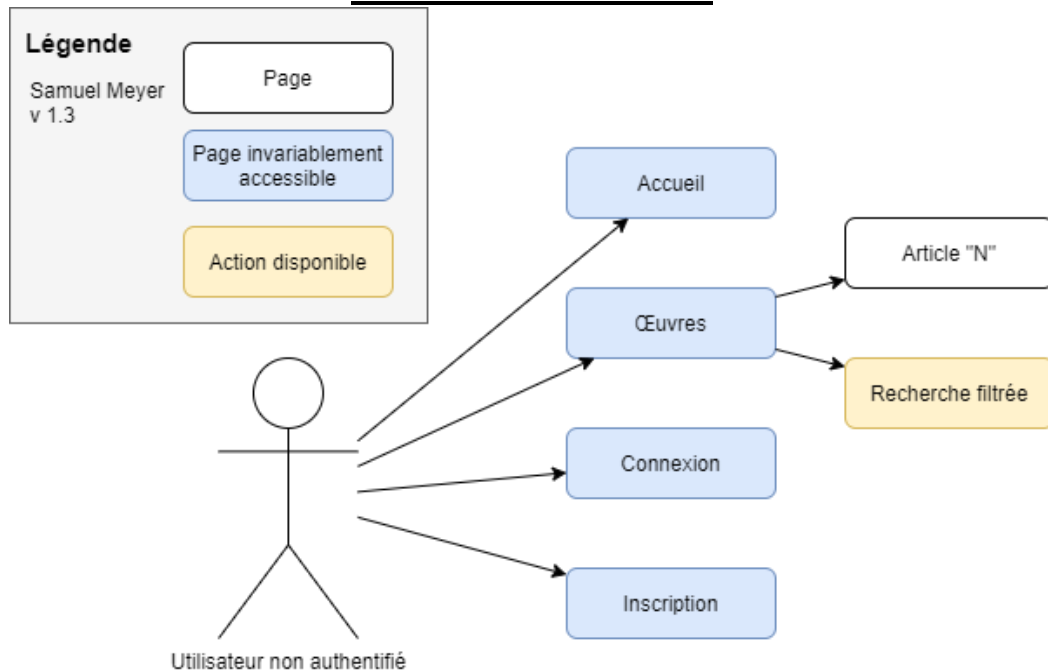 Légende
Samuel Meyer
v 1.3
Page
Page invariablement
accessible
Action disponible
Accueil
Article "N"
Œuvres
Recherche filtrée
Connexion
Inscription
Utilisateur non authentifié